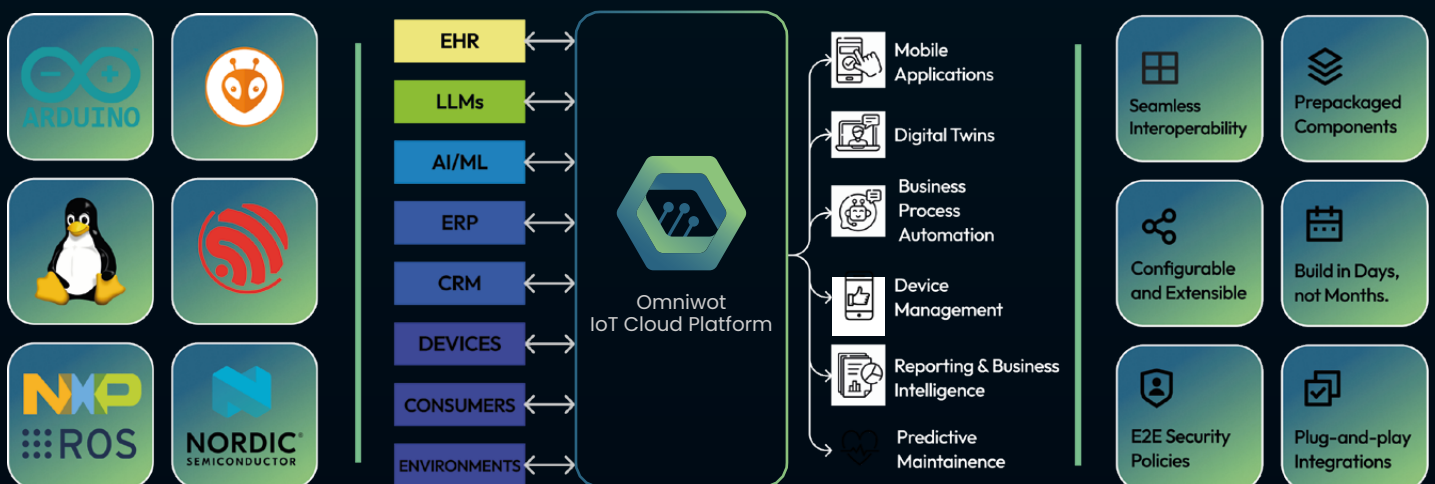 ARDUINO
NXP
ROS
NORDIC®
SEMICONDUCTOR
EHR
LLMs
AI/ML
ERP
CRM
DEVICES
CONSUMERS
ENVIRONMENTS
Omniwot
IoT Cloud Platform
Mobile
Applications
Digital Twins
Business
Process
Automation
Device
Management
Reporting & Business
Intelligence
Predictive
Maintainence
Seamless
Interoperability
Prepackaged
Components
Configurable
and Extensible
Build in Days,
not Months.
E2E Security
Policies
Plug-and-play
Integrations